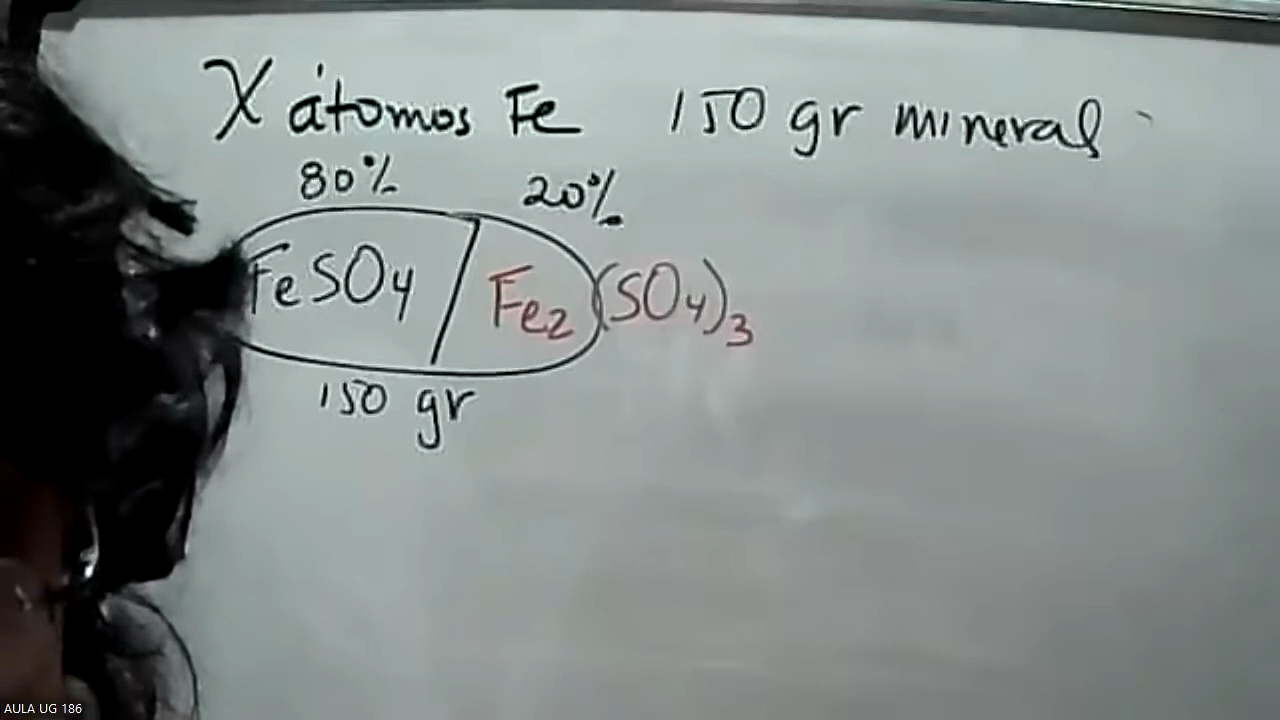 X átomos Fe 150 gr mineral
80% 20%
FeSO4 / Fe2(SO4)3
150 gr
AULA UG 186